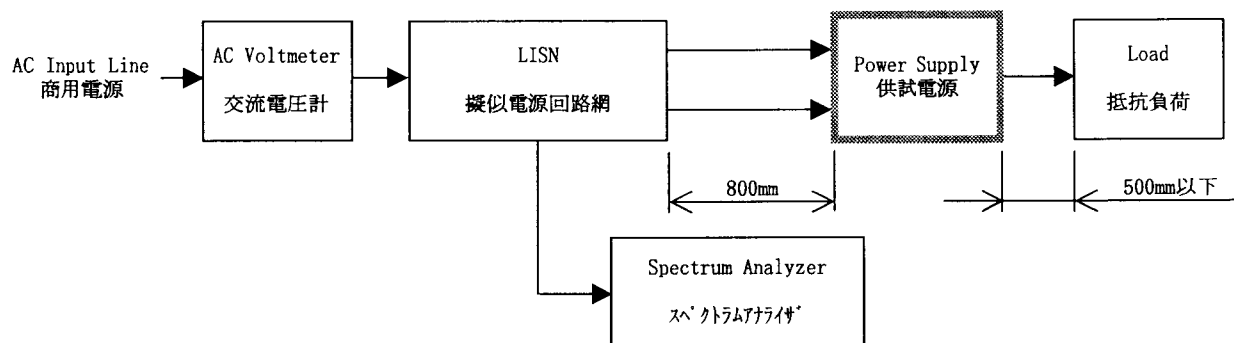 AC Input Line
商用電源
AC Voltmeter
交流電圧計
LISN
擬似電源回路網
Power Supply
供試電源
Load
抵抗負荷
800mm
500mm以下
Spectrum Analyzer
ｽﾍﾟｸﾄﾗﾑｱﾅﾗｲｻﾞ